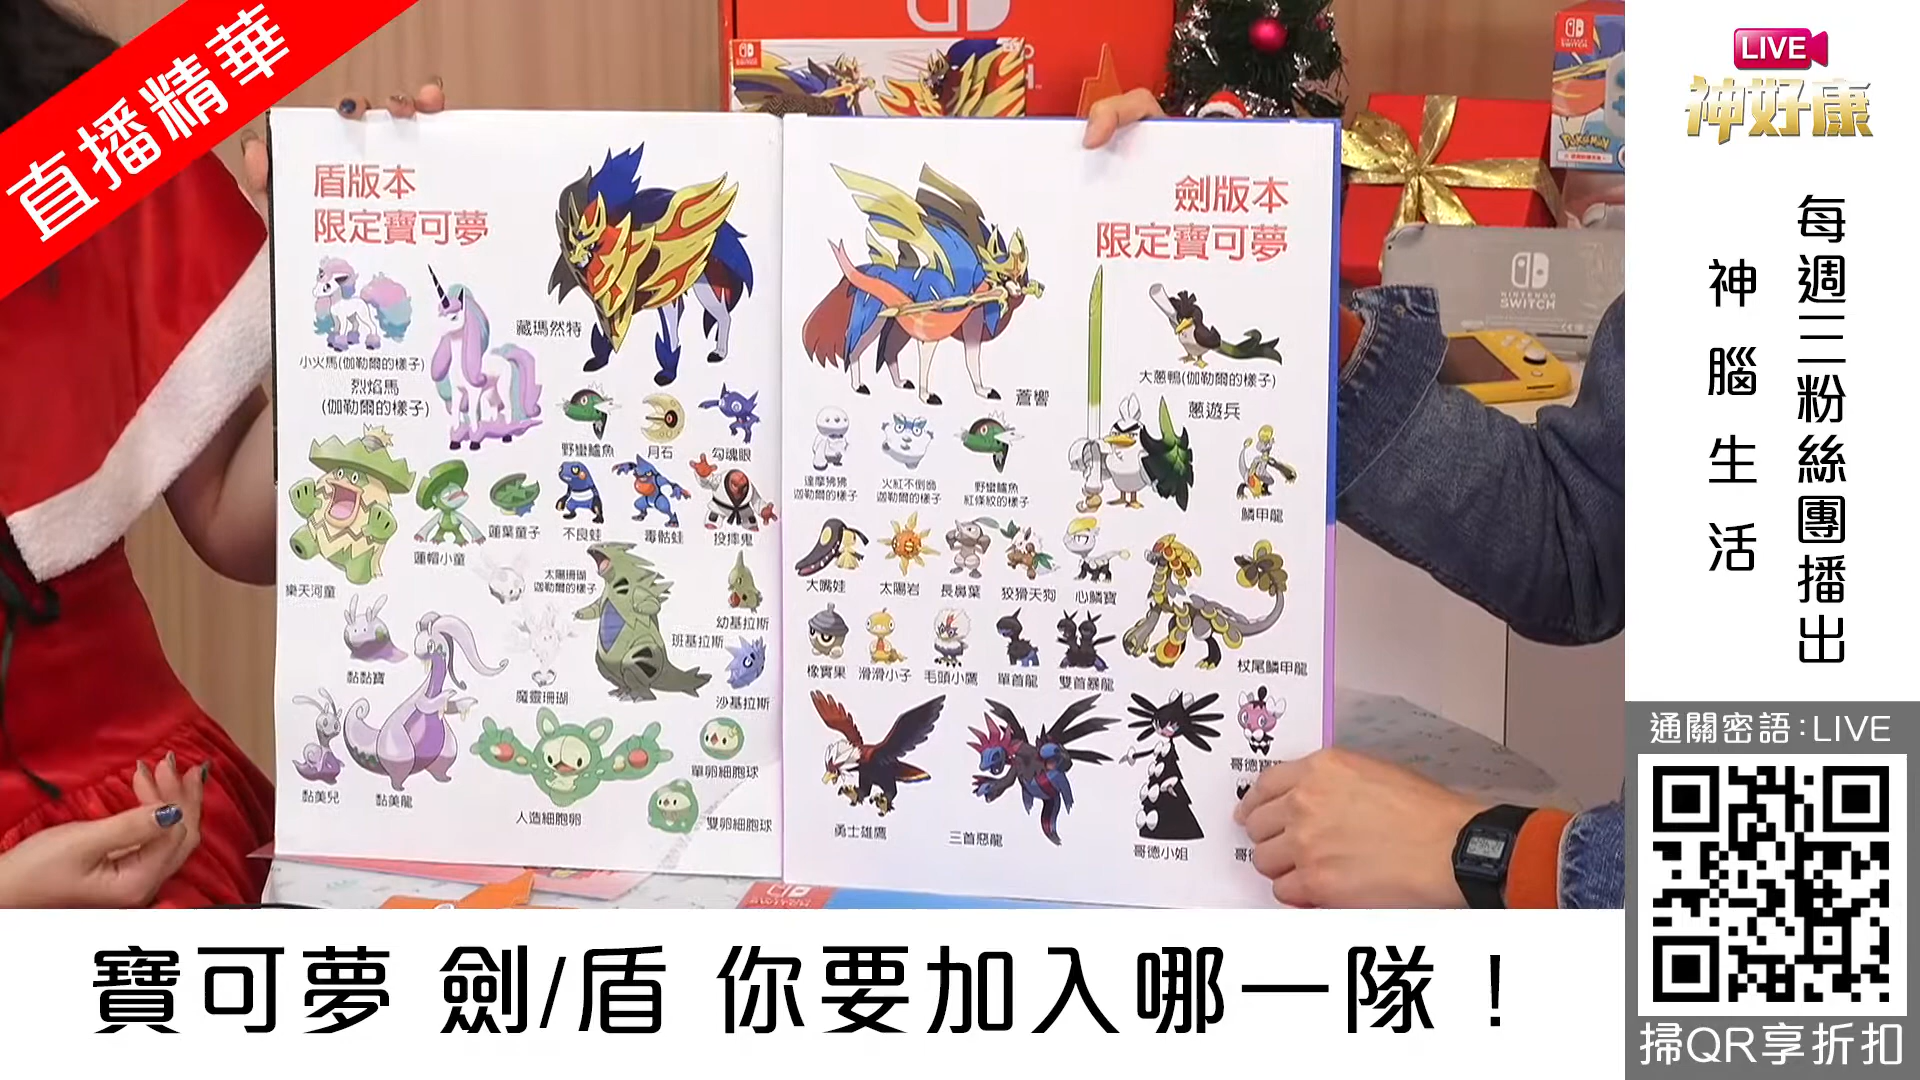 直播精華
盾版本
限定寶可夢
小火馬(伽勒爾的樣子)
烈焰馬
(伽勒爾的樣子)
藏瑪然特
野蠻鱸魚
月石
勾魂眼
樂天河童
蓮帽小童
蓮葉童子
不良蛙
毒骷蛙
投摔鬼
太陽珊瑚
迦勒爾的樣子
幼基拉斯
班基拉斯
沙基拉斯
黏黏寶
魔靈珊瑚
黏美兒
黏美龍
人造細胞卵
單卵細胞球
雙卵細胞球
劍版本
限定寶可夢
蒼響
大蔥鴨(伽勒爾的樣子)
蔥遊兵
達摩狒狒
迦勒爾的樣子
火紅不倒翁
迦勒爾的樣子
野蠻鱸魚
紅條紋的樣子
鱗甲龍
大嘴娃
太陽岩
長鼻葉
狡猾天狗
心鱗寶
橡實果
滑滑小子
毛頭小鷹
單首龍
雙首暴龍
杖尾鱗甲龍
勇士雄鷹
三首惡龍
哥德小姐
哥德寶
哥
NINTENDO
SWITCH
LIVE
神好康
每週三粉絲團播出
神腦生活
通關密語:LIVE
掃QR享折扣
寶可夢 劍/盾 你要加入哪一隊！